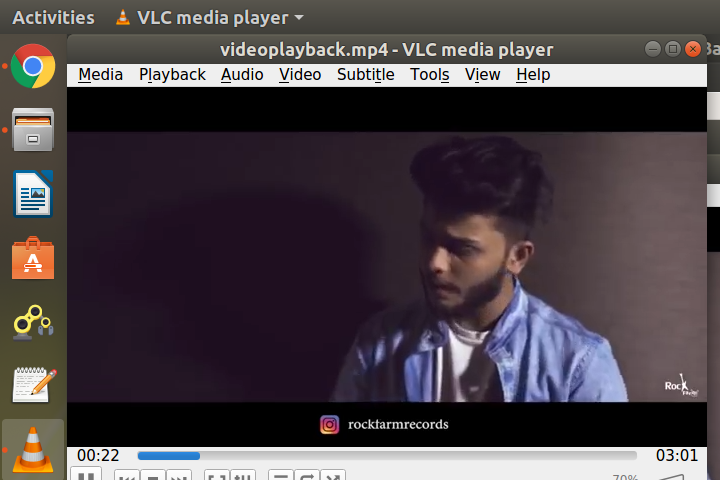 Activities VLC media player
videoplayback.mp4 - VLC media player
Media Playback Audio Video Subtitle Tools View Help
Rock
rockfarmrecords
00:22 03:01
70%